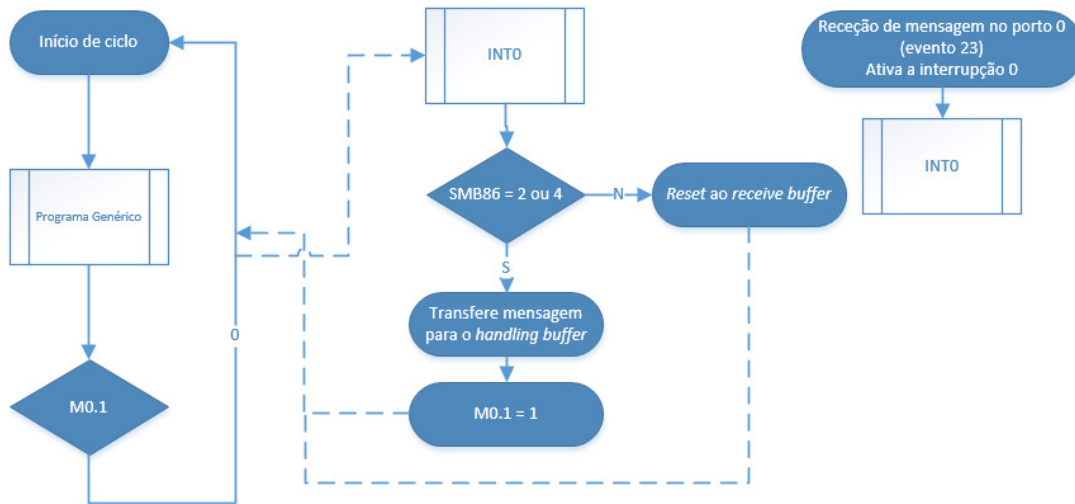 Início de ciclo
Programa Genérico
M0.1
0
INT0
SMB86 = 2 ou 4
N
Reset ao receive buffer
S
Transfere mensagem
para o handling buffer
M0.1 = 1
Receção de mensagem no porto 0
(evento 23)
Ativa a interrupção 0
INT0